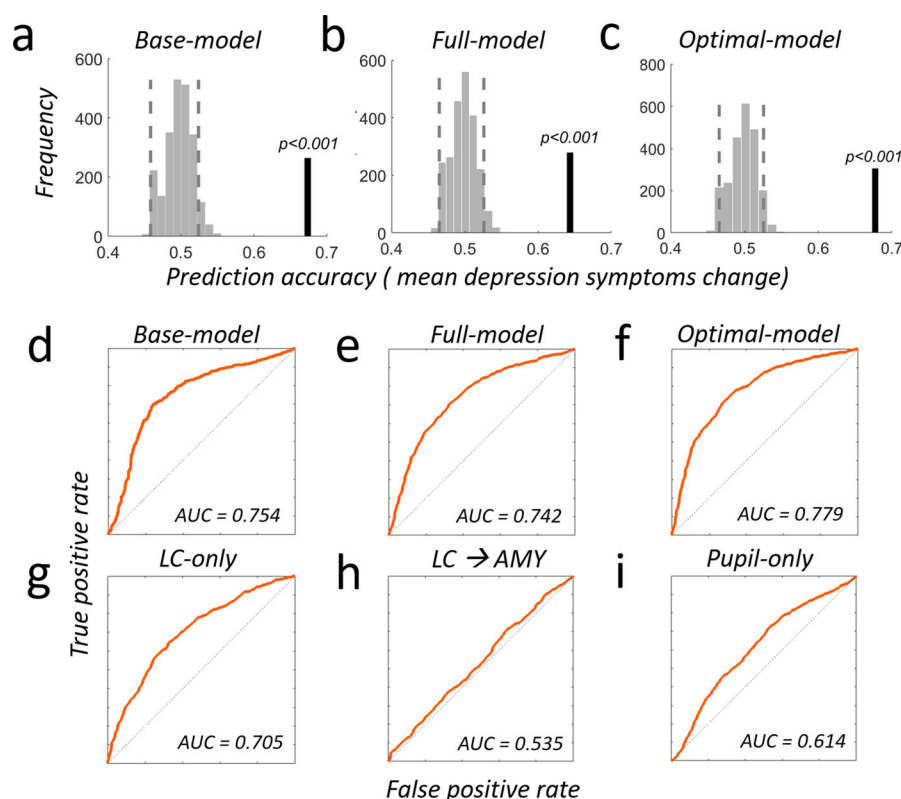 a
Base-model
b
Full-model
c
Optimal-model
Frequency
600
400
200
0
0.4
0.5
0.6
0.7
p<0.001
600
400
200
0
0.4
0.5
0.6
0.7
p<0.001
800
600
400
200
0
0.4
0.5
0.6
0.7
p<0.001
Prediction accuracy ( mean depression symptoms change)
d
Base-model
AUC = 0.754
e
Full-model
AUC = 0.742
f
Optimal-model
AUC = 0.779
True positive rate
g
LC-only
AUC = 0.705
h
LC → AMY
AUC = 0.535
i
Pupil-only
AUC = 0.614
False positive rate